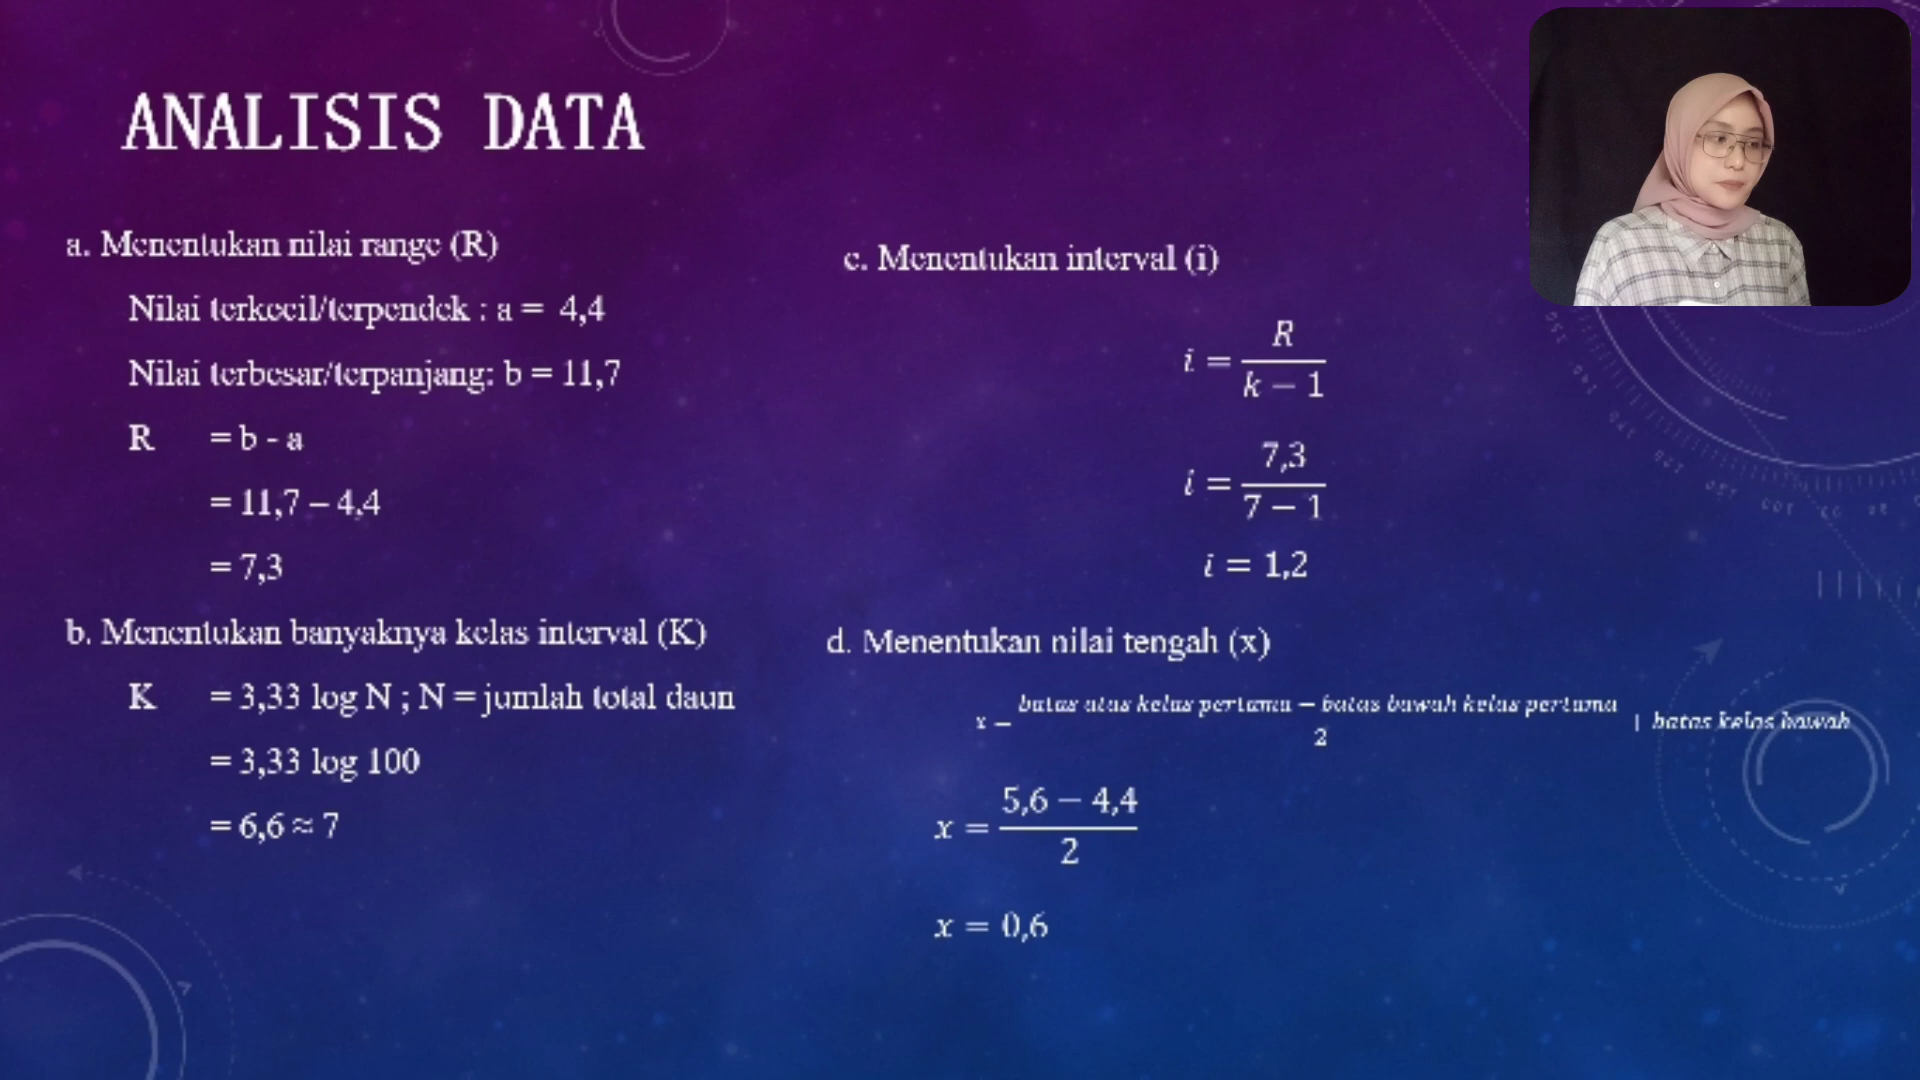 ANALISIS DATA
a. Menentukan nilai range (R)
Nilai terkecil/terpendek : a = 4,4
Nilai terbesar/terpanjang: b = 11,7
R = b - a
= 11,7 – 4,4
= 7,3
b. Menentukan banyaknya kelas interval (K)
K = 3,33 log N ; N = jumlah total daun
= 3,33 log 100
= 6,6 ≈ 7
c. Menentukan interval (i)
i = R / k − 1
i = 7,3 / 7 − 1
i = 1,2
d. Menentukan nilai tengah (x)
x = batas atas kelas pertama − batas bawah kelas pertama / 2 + batas kelas bawah
x = 5,6 − 4,4 / 2
x = 0,6